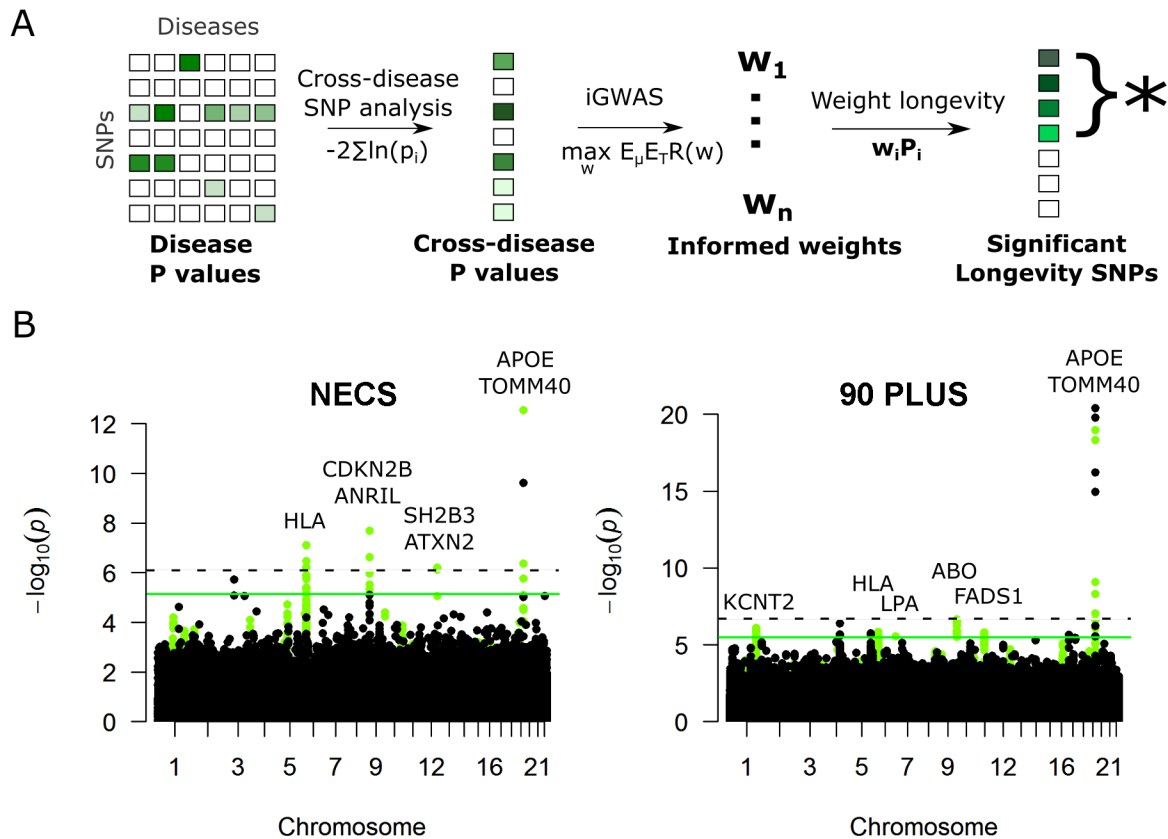 A
Diseases
SNPs
Cross-disease
SNP analysis
-2∑ln(pᵢ)
iGWAS
max E_μE_TR(w)
w
w₁
wₙ
Weight longevity
wᵢPᵢ
*
Disease
P values
Cross-disease
P values
Informed weights
Significant
Longevity SNPs
B
NECS
APOE
TOMM40
CDKN2B
ANRIL
HLA
SH2B3
ATXN2
−log₁₀(p)
12
10
8
6
4
2
0
1 3 5 7 9 12 16 21
Chromosome
90 PLUS
APOE
TOMM40
KCNT2
HLA
LPA
ABO
FADS1
−log₁₀(p)
20
15
10
5
0
1 3 5 7 9 12 16 21
Chromosome